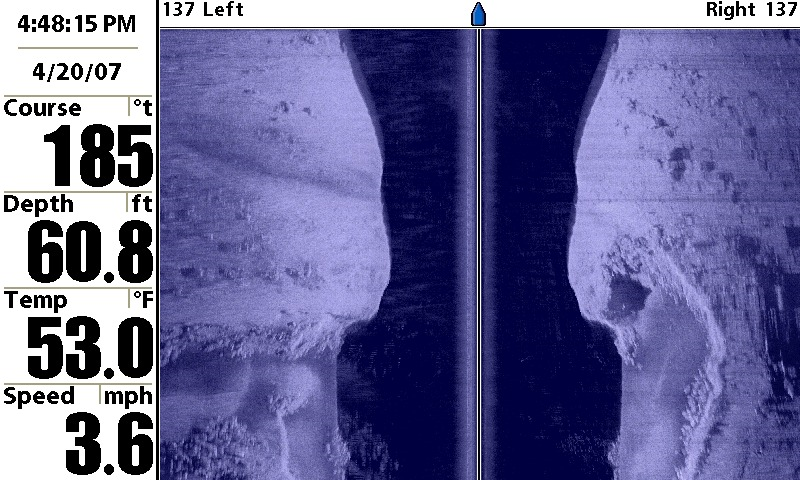 4:48:15 PM
4/20/07
Course °t
185
Depth ft
60.8
Temp °F
53.0
Speed mph
3.6
137 Left
Right 137